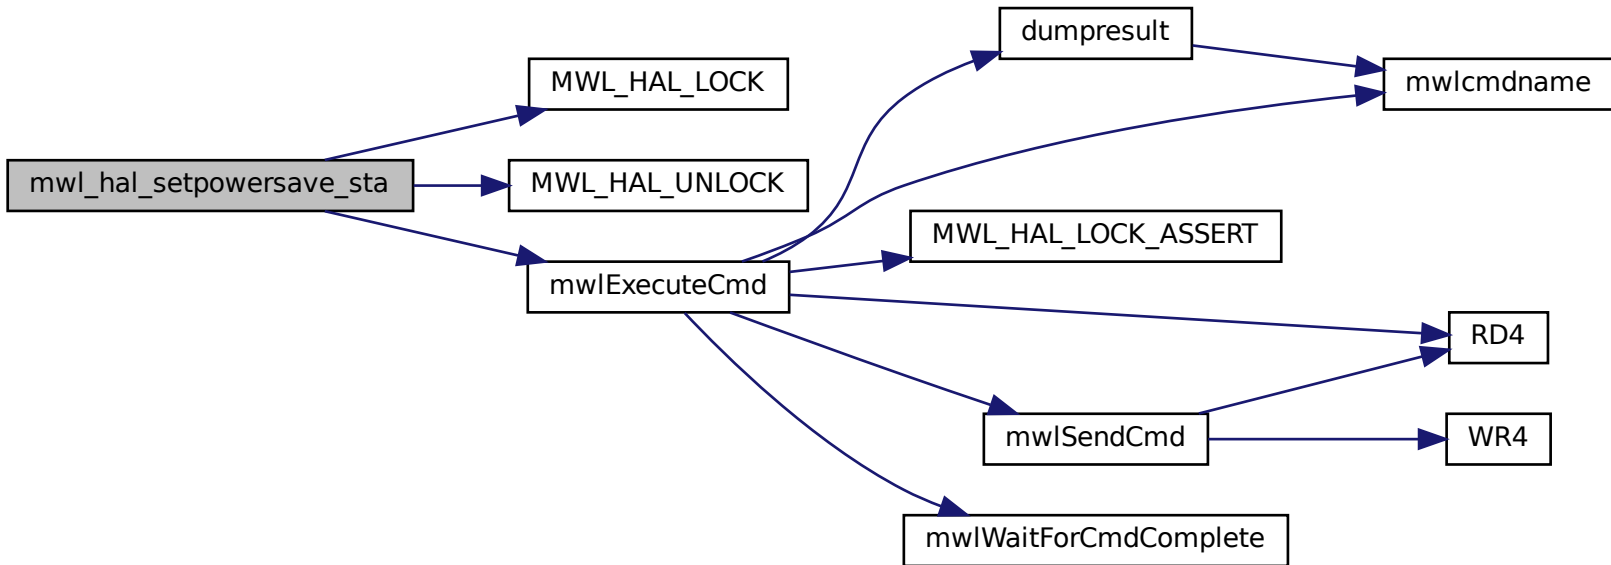 dumpresult
MWL_HAL_LOCK
mwlcmdname
mwl_hal_setpowersave_sta
MWL_HAL_UNLOCK
MWL_HAL_LOCK_ASSERT
mwlExecuteCmd
RD4
mwlSendCmd
WR4
mwlWaitForCmdComplete